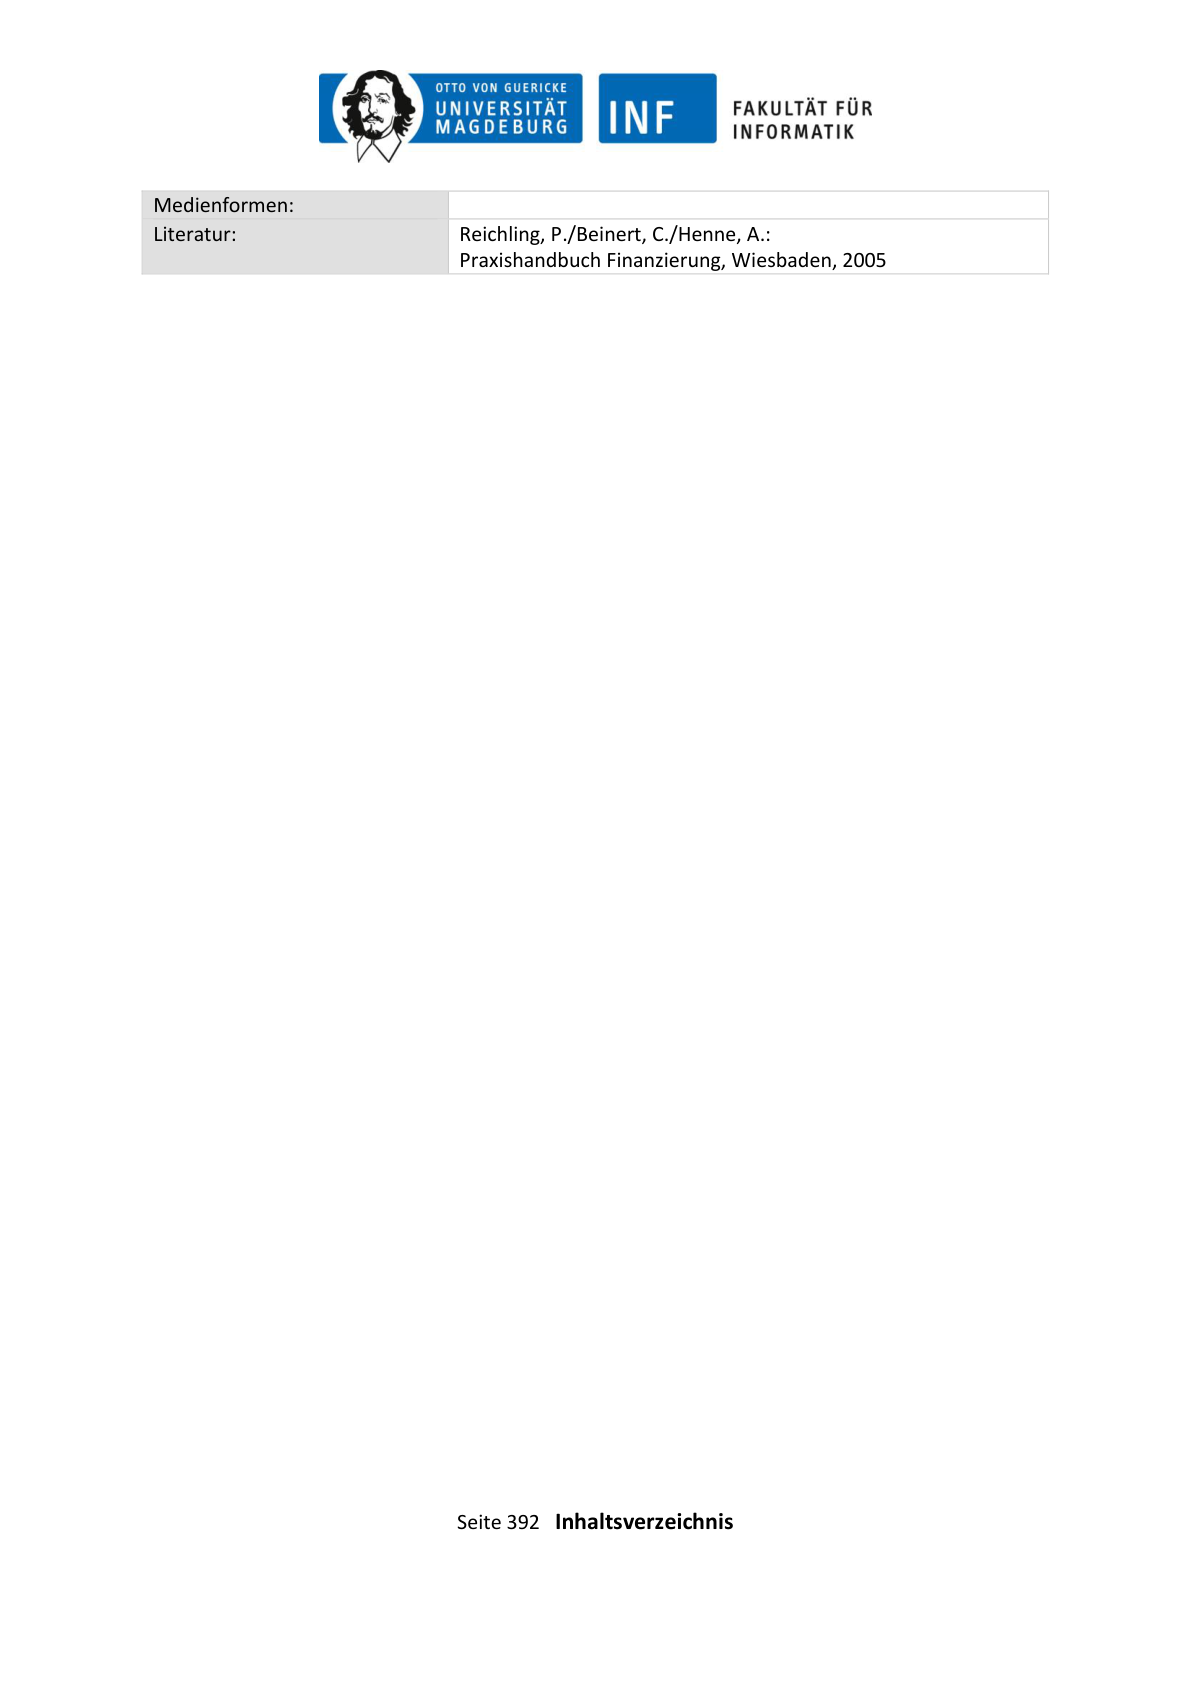 OTTO VON GUERICKE
UNIVERSITÄT
MAGDEBURG
INF
FAKULTÄT FÜR
INFORMATIK
Medienformen:
Literatur:
Reichling, P./Beinert, C./Henne, A.:
Praxishandbuch Finanzierung, Wiesbaden, 2005
Seite 392 Inhaltsverzeichnis